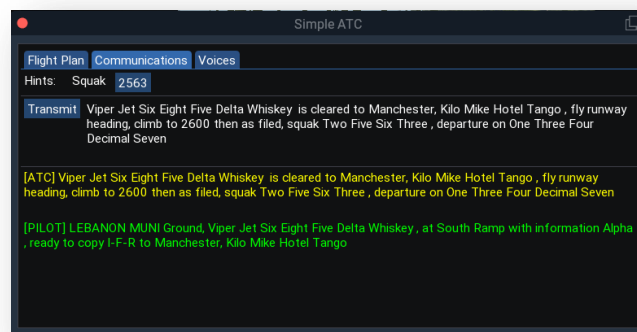 Simple ATC
Flight Plan Communications Voices
Hints: Squak 2563
Transmit Viper Jet Six Eight Five Delta Whiskey is cleared to Manchester, Kilo Mike Hotel Tango , fly runway
heading, climb to 2600 then as filed, squak Two Five Six Three , departure on One Three Four
Decimal Seven
[ATC] Viper Jet Six Eight Five Delta Whiskey is cleared to Manchester, Kilo Mike Hotel Tango , fly runway
heading, climb to 2600 then as filed, squak Two Five Six Three , departure on One Three Four Decimal Seven
[PILOT] LEBANON MUNI Ground, Viper Jet Six Eight Five Delta Whiskey , at South Ramp with information Alpha
, ready to copy I-F-R to Manchester, Kilo Mike Hotel Tango